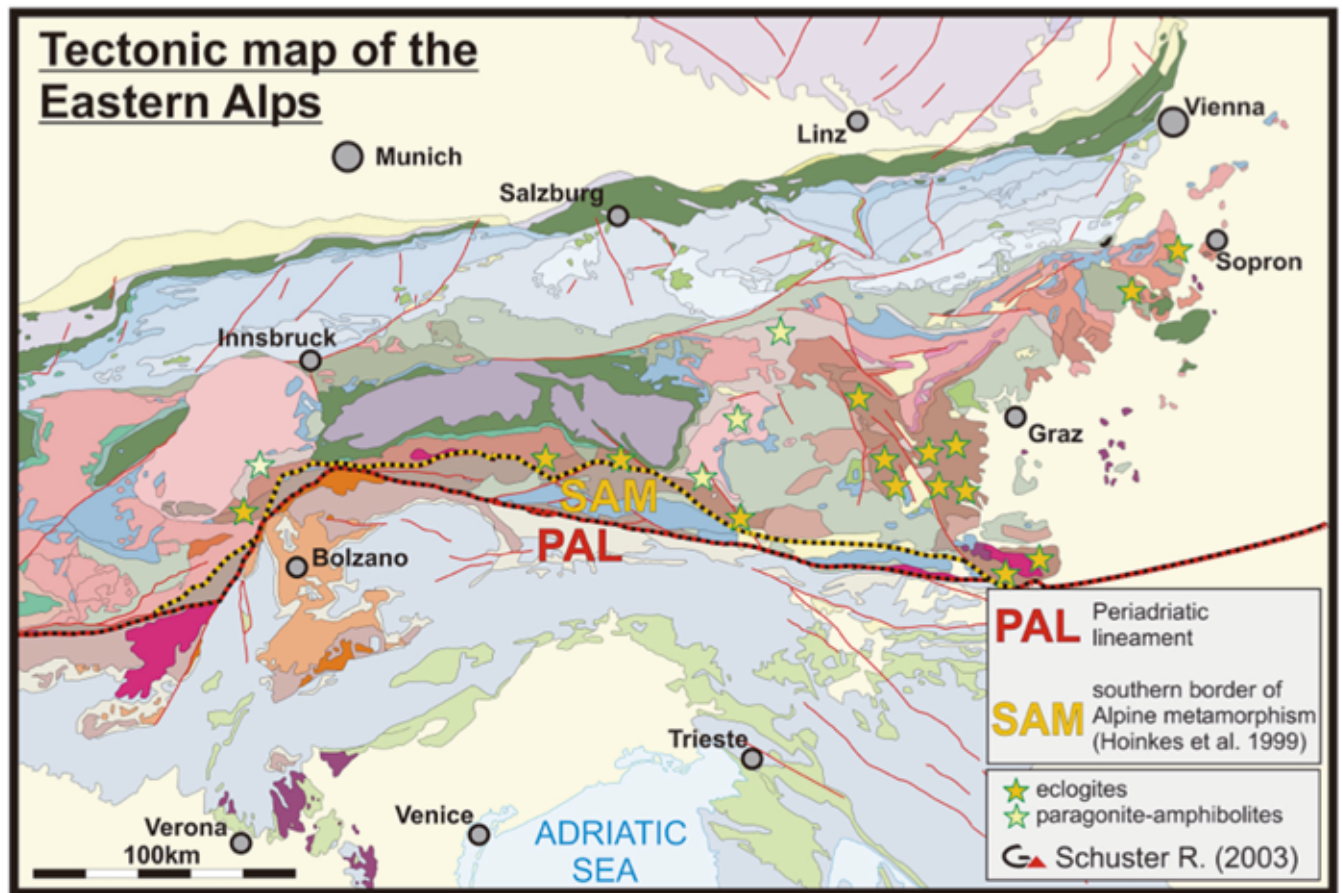 Tectonic map of the
Eastern Alps
Munich
Linz
Vienna
Salzburg
Sopron
Innsbruck
Graz
SAM
PAL
Bolzano
Trieste
Venice
Verona
100km
ADRIATIC
SEA
PAL Periadriatic
lineament
SAM southern border of
Alpine metamorphism
(Hoinkes et al. 1999)
eclogites
paragonite-amphibolites
Schuster R. (2003)